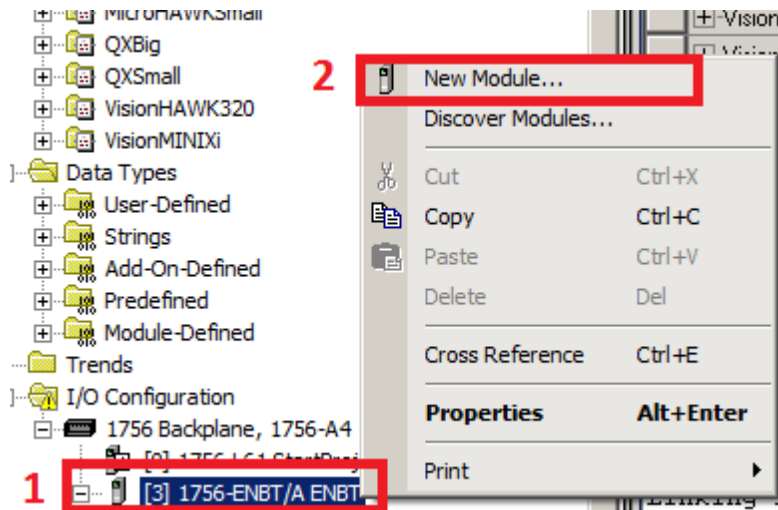 MicroHAWKSmall
QXBig
QXSmall
VisionHAWK320
VisionMINIXi
Data Types
User-Defined
Strings
Add-On-Defined
Predefined
Module-Defined
Trends
I/O Configuration
1756 Backplane, 1756-A4
1
[3] 1756-ENBT/A ENBT
2
New Module...
Discover Modules...
Cut Ctrl+X
Copy Ctrl+C
Paste Ctrl+V
Delete Del
Cross Reference Ctrl+E
Properties Alt+Enter
Print
Vision